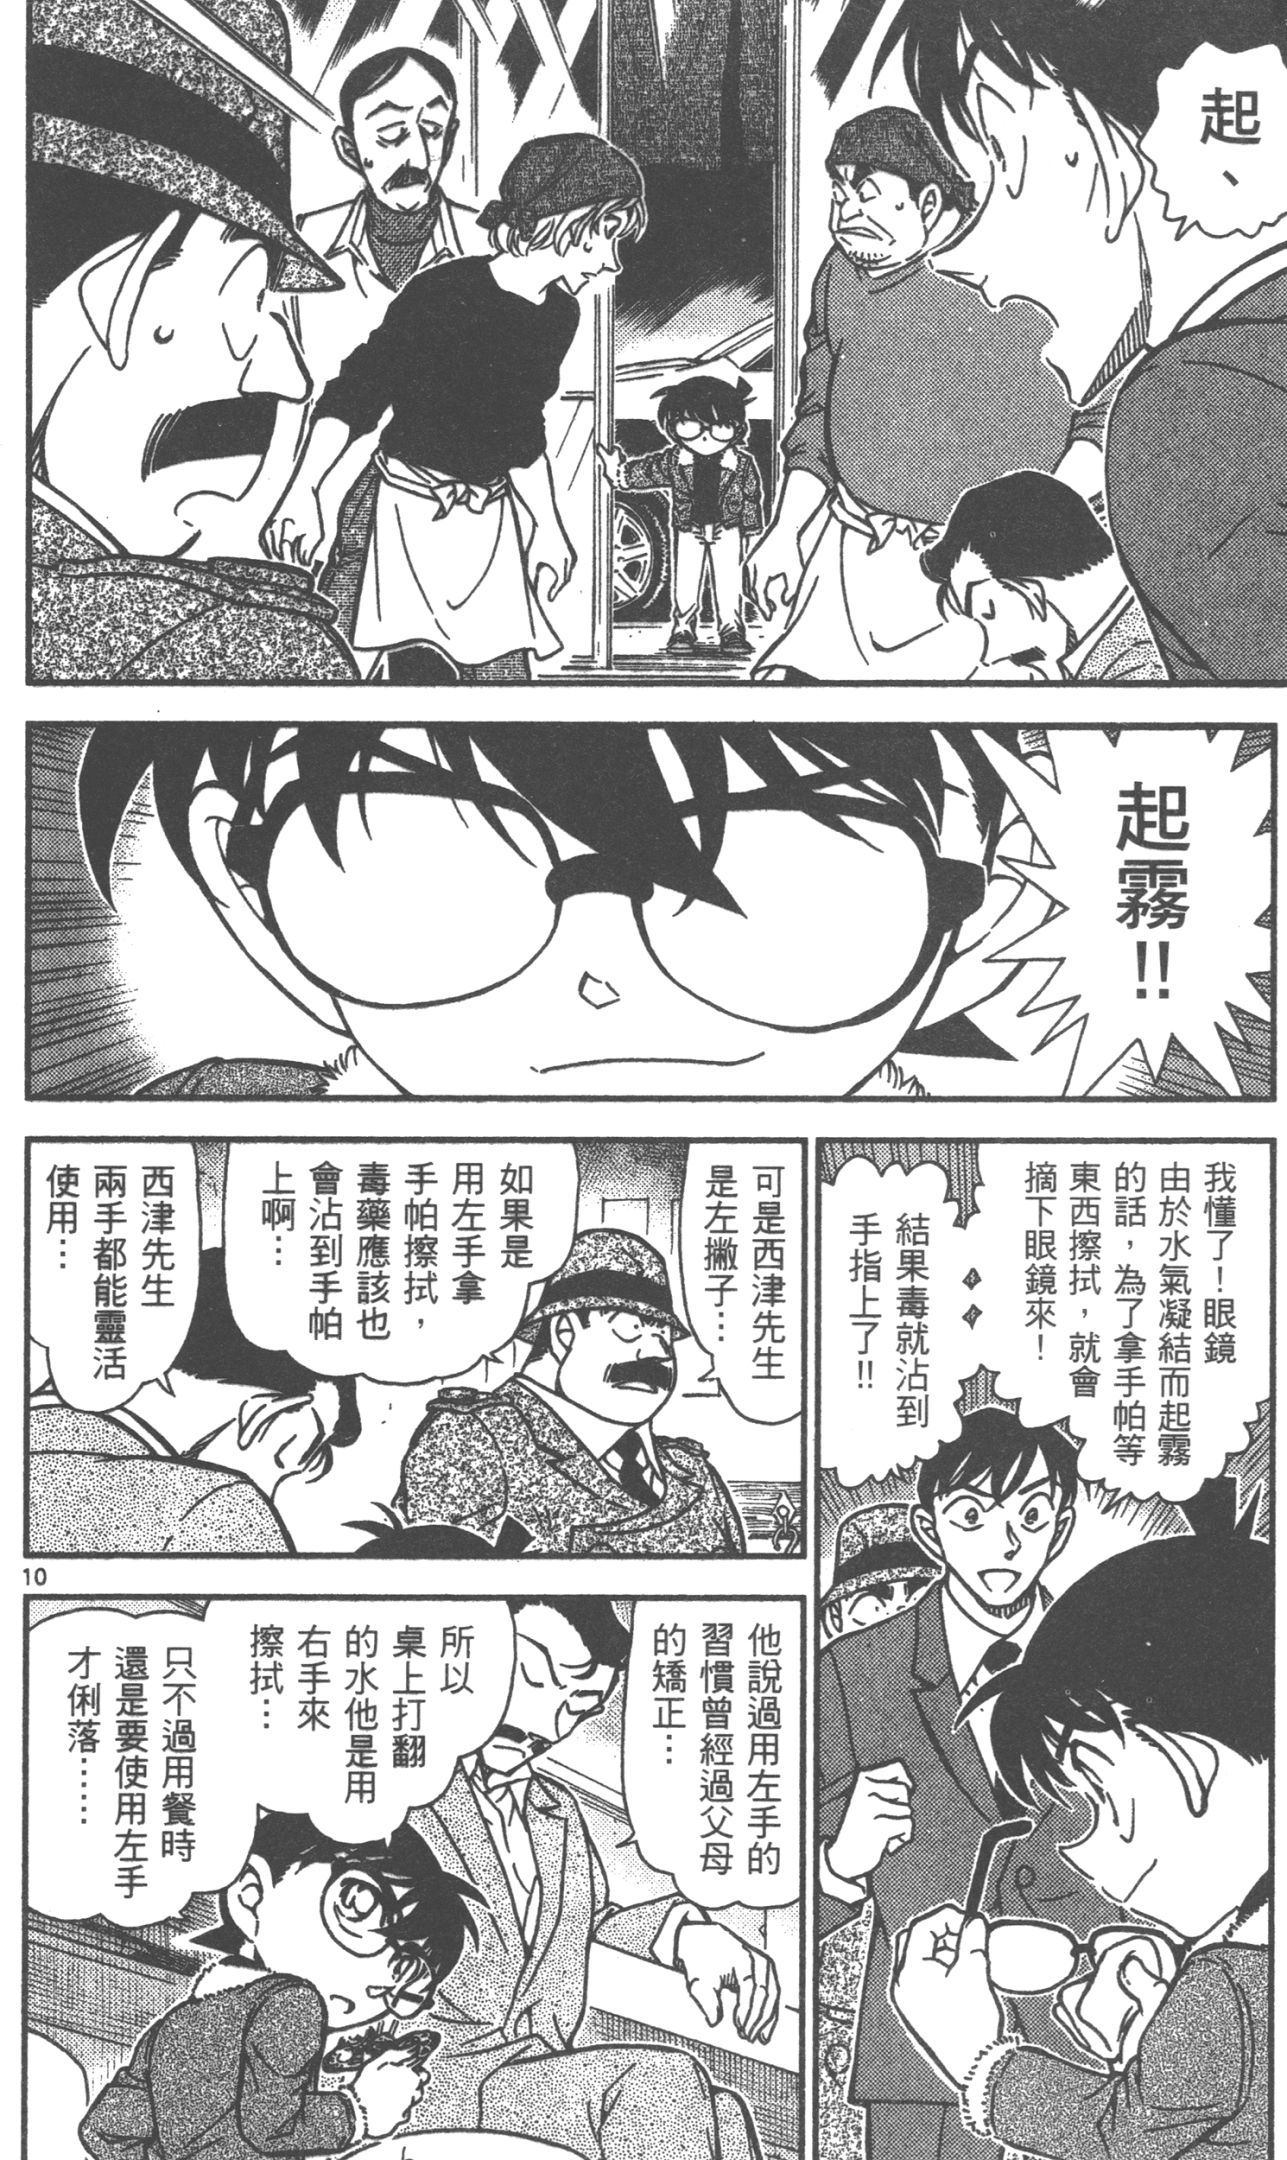 起、
起霧!!
我懂了!眼鏡
由於水氣凝結而起霧
的話，為了拿手帕等
東西擦拭，就會
摘下眼鏡來!
結果毒就沾到
手指上了!!
可是西津先生
是左撇子…
如果是
用左手拿
手帕擦拭，
毒藥應該也
會沾到手帕
上啊…
西津先生
兩手都能靈活
使用…
他說過用左手的
習慣曾經過父母
的矯正…
所以
桌上打翻
的水他是用
右手來
擦拭…
只不過用餐時
還是要使用左手
才俐落……
10